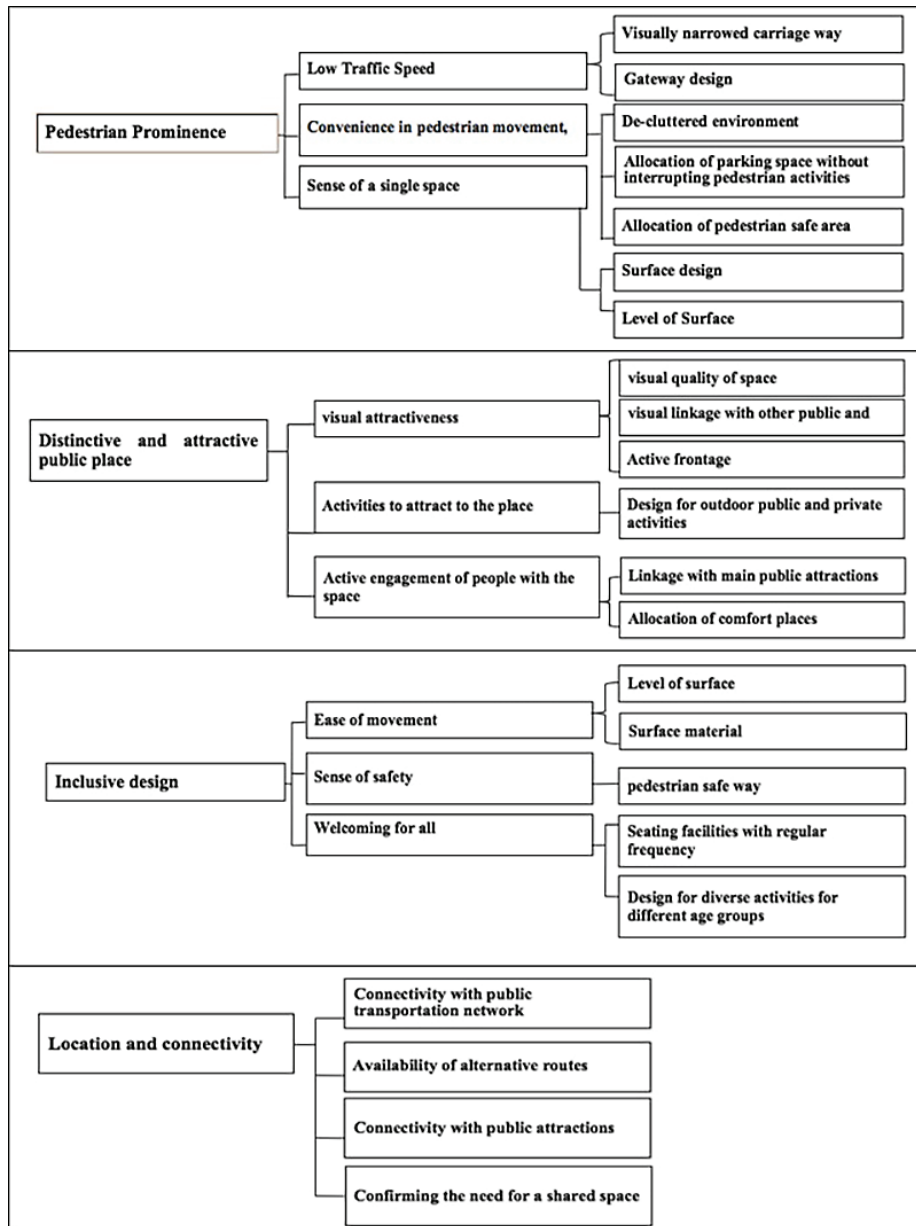 Pedestrian Prominence
Low Traffic Speed
Visually narrowed carriage way
Gateway design
Convenience in pedestrian movement,
De-cluttered environment
Allocation of parking space without
interrupting pedestrian activities
Allocation of pedestrian safe area
Sense of a single space
Surface design
Level of Surface
Distinctive and attractive
public place
visual attractiveness
visual quality of space
visual linkage with other public and
Active frontage
Activities to attract to the place
Design for outdoor public and private
activities
Active engagement of people with the
space
Linkage with main public attractions
Allocation of comfort places
Inclusive design
Ease of movement
Level of surface
Surface material
Sense of safety
pedestrian safe way
Welcoming for all
Seating facilities with regular
frequency
Design for diverse activities for
different age groups
Location and connectivity
Connectivity with public
transportation network
Availability of alternative routes
Connectivity with public attractions
Confirming the need for a shared space